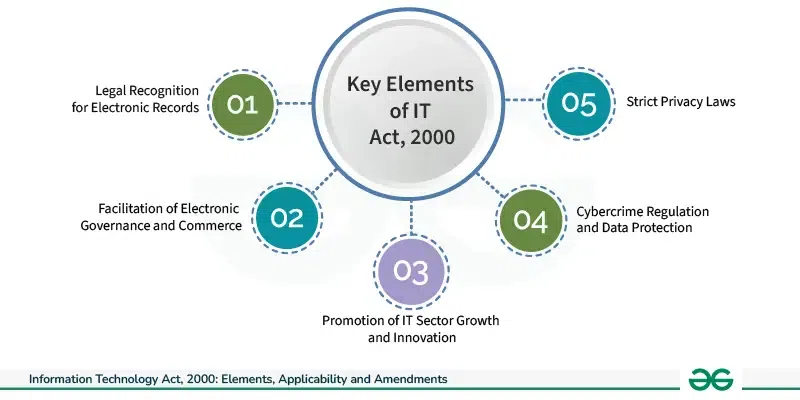 Key Elements
of IT
Act, 2000
01
Legal Recognition
for Electronic Records
02
Facilitation of Electronic
Governance and Commerce
03
Promotion of IT Sector Growth
and Innovation
04
Cybercrime Regulation
and Data Protection
05
Strict Privacy Laws
Information Technology Act, 2000: Elements, Applicability and Amendments